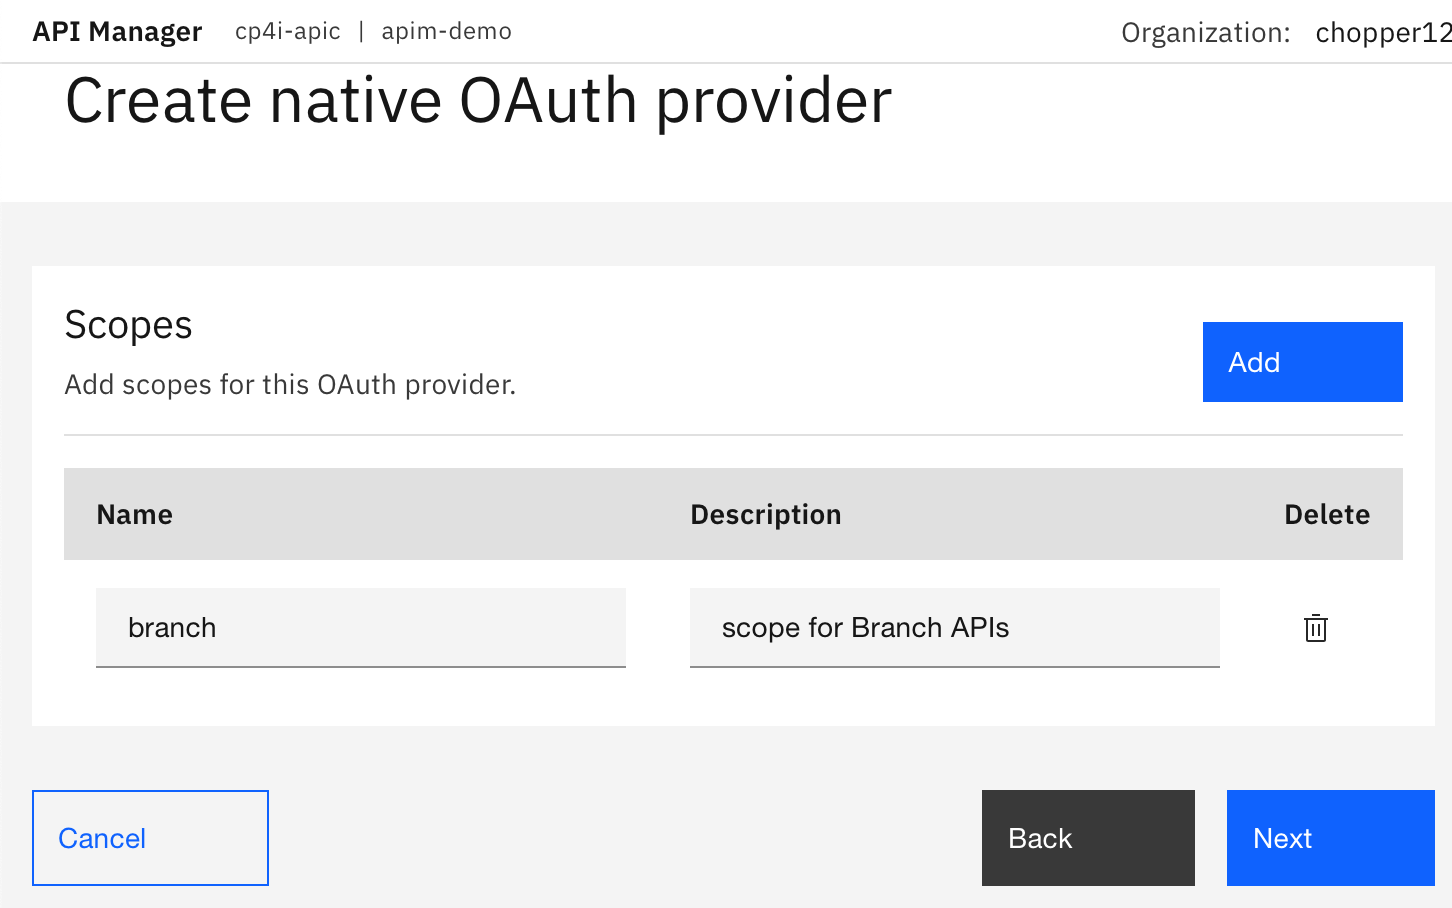 API Manager cp4i-apic | apim-demo Organization: chopper12
Create native OAuth provider
Scopes
Add scopes for this OAuth provider.
Add
Name Description Delete
branch scope for Branch APIs
Cancel Back Next